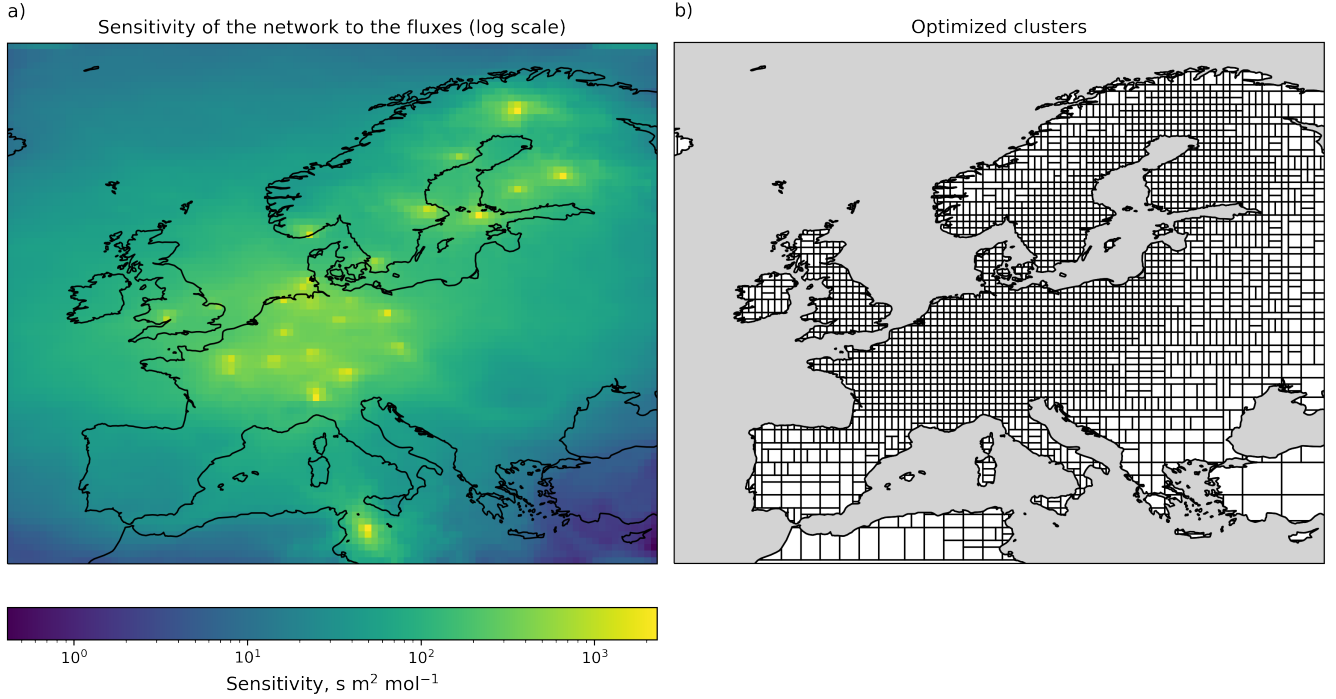 a)
Sensitivity of the network to the fluxes (log scale)
b)
Optimized clusters
10⁰ 10¹ 10² 10³
Sensitivity, s m² mol⁻¹